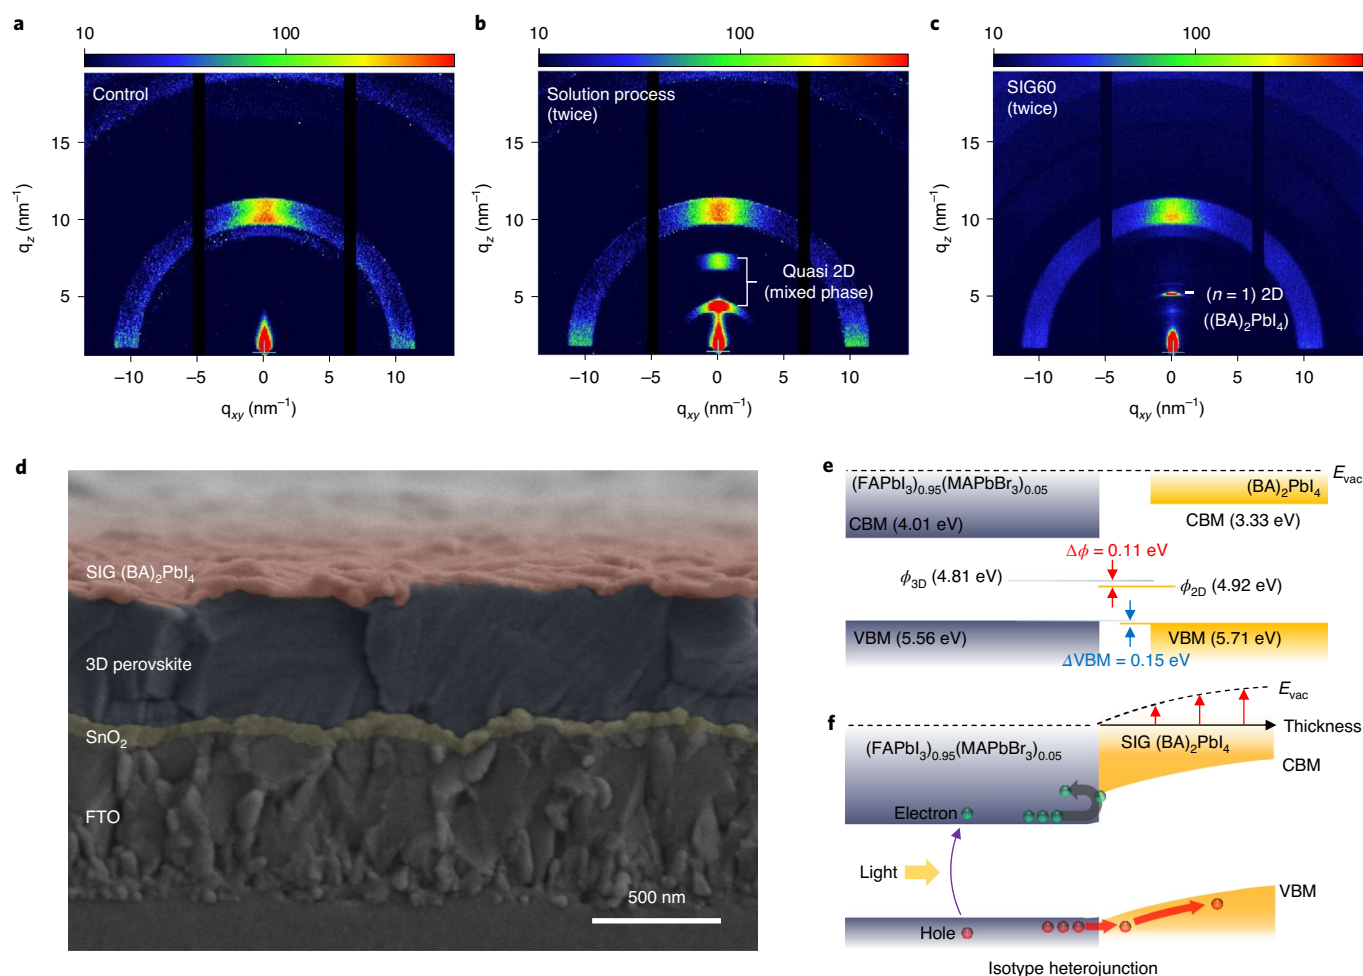 a
10
100
Control
15
10
5
q_z (nm⁻¹)
−10
−5
0
5
10
q_xy (nm⁻¹)
b
10
100
Solution process
(twice)
15
10
5
q_z (nm⁻¹)
Quasi 2D
(mixed phase)
−10
−5
0
5
10
q_xy (nm⁻¹)
c
10
100
SIG60
(twice)
15
10
5
q_z (nm⁻¹)
(n = 1) 2D
((BA)₂PbI₄)
−10
−5
0
5
10
q_xy (nm⁻¹)
d
SIG (BA)₂PbI₄
3D perovskite
SnO₂
FTO
500 nm
e
E_vac
(FAPbI₃)₀.₉₅(MAPbBr₃)₀.₀₅
(BA)₂PbI₄
CBM (4.01 eV)
CBM (3.33 eV)
Δϕ = 0.11 eV
ϕ_3D (4.81 eV)
ϕ_2D (4.92 eV)
VBM (5.56 eV)
VBM (5.71 eV)
ΔVBM = 0.15 eV
f
E_vac
Thickness
(FAPbI₃)₀.₉₅(MAPbBr₃)₀.₀₅
SIG (BA)₂PbI₄
CBM
Electron
Light
VBM
Hole
Isotype heterojunction